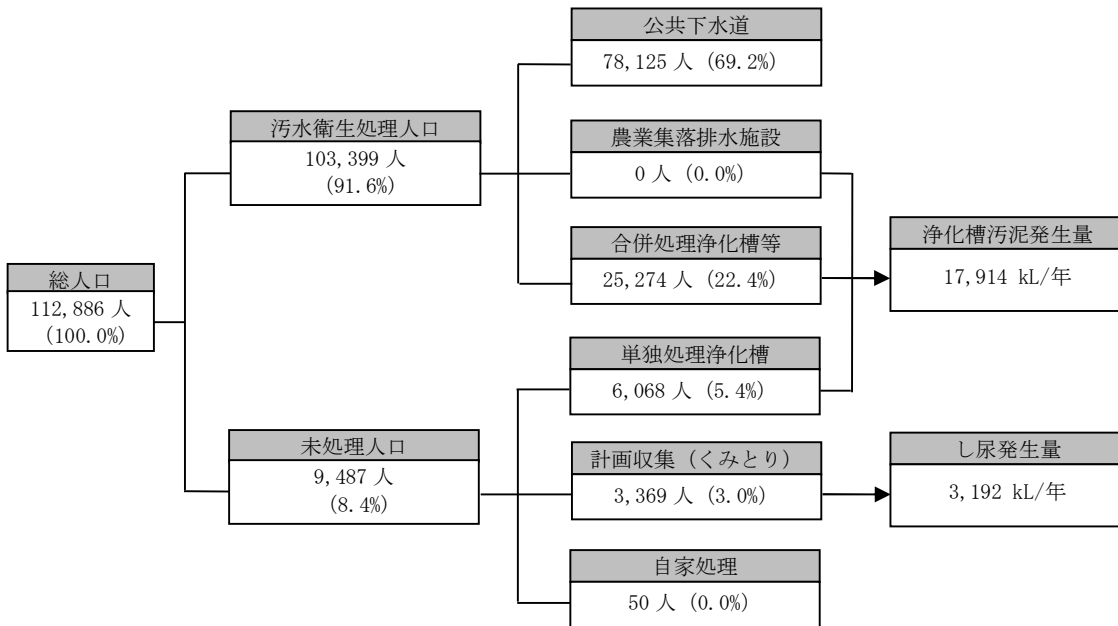 総人口
112,886 人
(100.0%)
汚水衛生処理人口
103,399 人
(91.6%)
未処理人口
9,487 人
(8.4%)
公共下水道
78,125 人 (69.2%)
農業集落排水施設
0 人 (0.0%)
合併処理浄化槽等
25,274 人 (22.4%)
単独処理浄化槽
6,068 人 (5.4%)
計画収集（くみとり）
3,369 人 (3.0%)
自家処理
50 人 (0.0%)
浄化槽汚泥発生量
17,914 kL/年
し尿発生量
3,192 kL/年